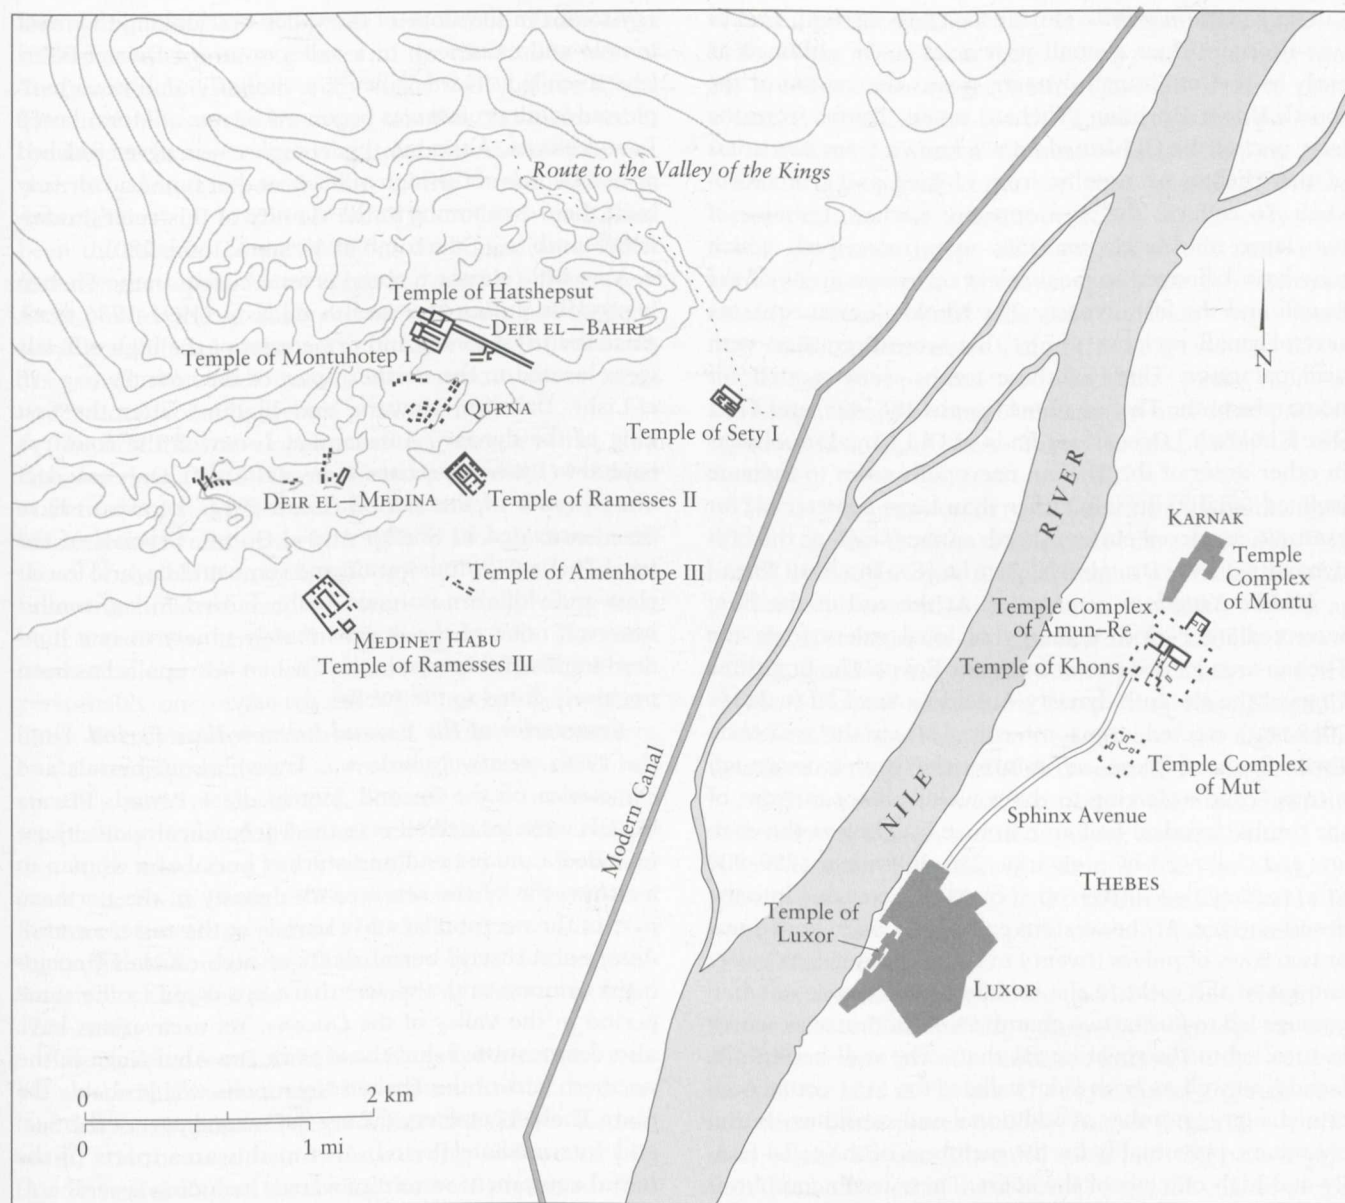 Route to the Valley of the Kings
Temple of Hatshepsut
DEIR EL–BAHRI
Temple of Montuhotep I
QURNA
Temple of Sety I
N
DEIR EL–MEDINA
Temple of Ramesses II
Temple of Amenhotpe III
MEDINET HABU
Temple of Ramesses III
NILE RIVER
KARNAK
Temple
Complex
of Montu
Temple Complex
of Amun–Re
Temple of Khons
Temple Complex
of Mut
Sphinx Avenue
THEBES
Modern Canal
Temple of
Luxor
LUXOR
0
2 km
0
1 mi